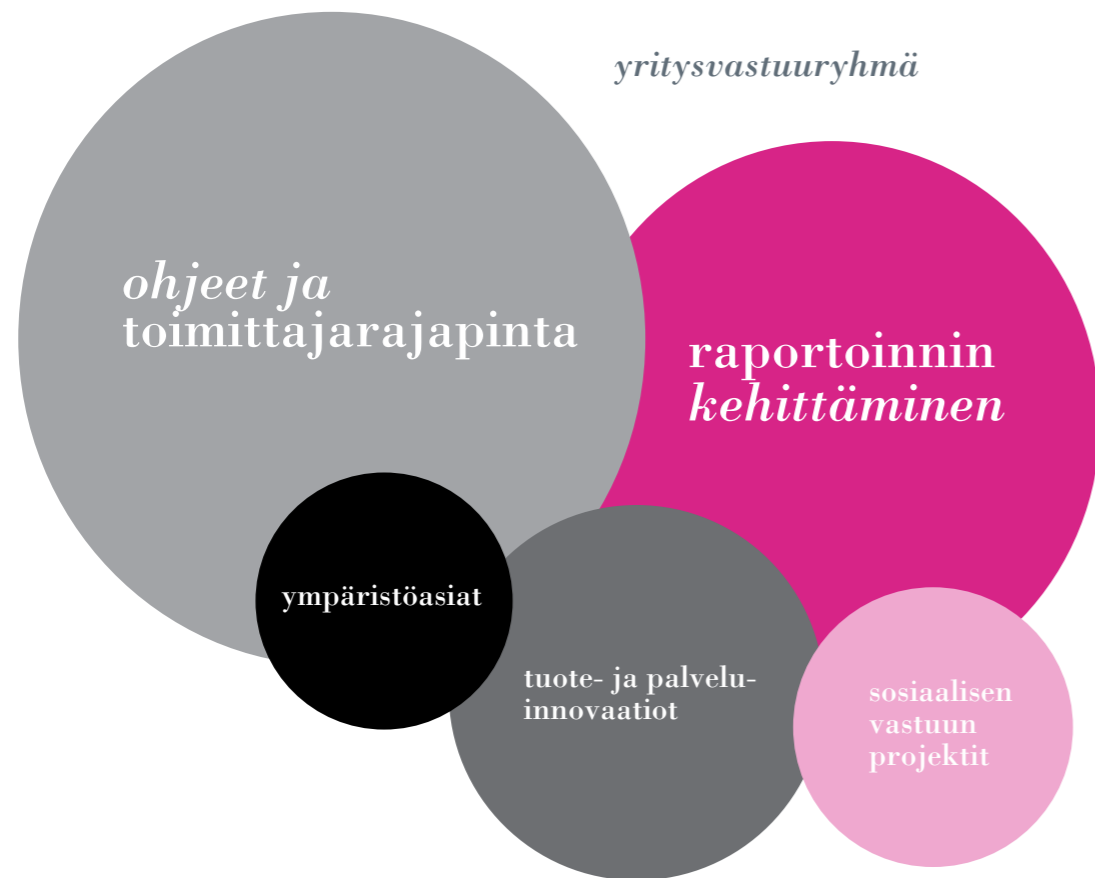 yritysvastuuryhmä
ohjeet ja
toimittajarajapinta
raportoinnin
kehittäminen
ympäristöasiat
tuote- ja palvelu-
innovaatiot
sosiaalisen
vastuun
projektit